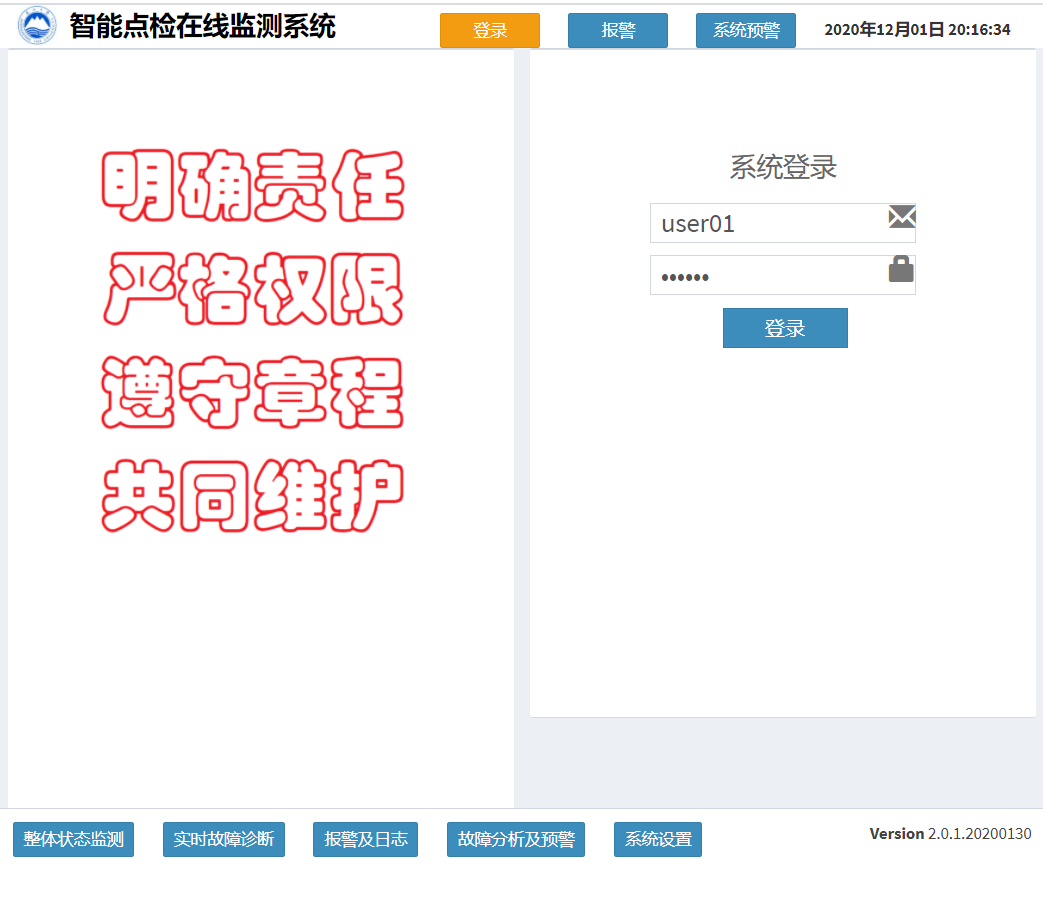 智能点检在线监测系统
登录
报警
系统预警
2020年12月01日 20:16:34
明确责任
严格权限
遵守章程
共同维护
系统登录
user01
••••••
登录
整体状态监测
实时故障诊断
报警及日志
故障分析及预警
系统设置
Version 2.0.1.20200130